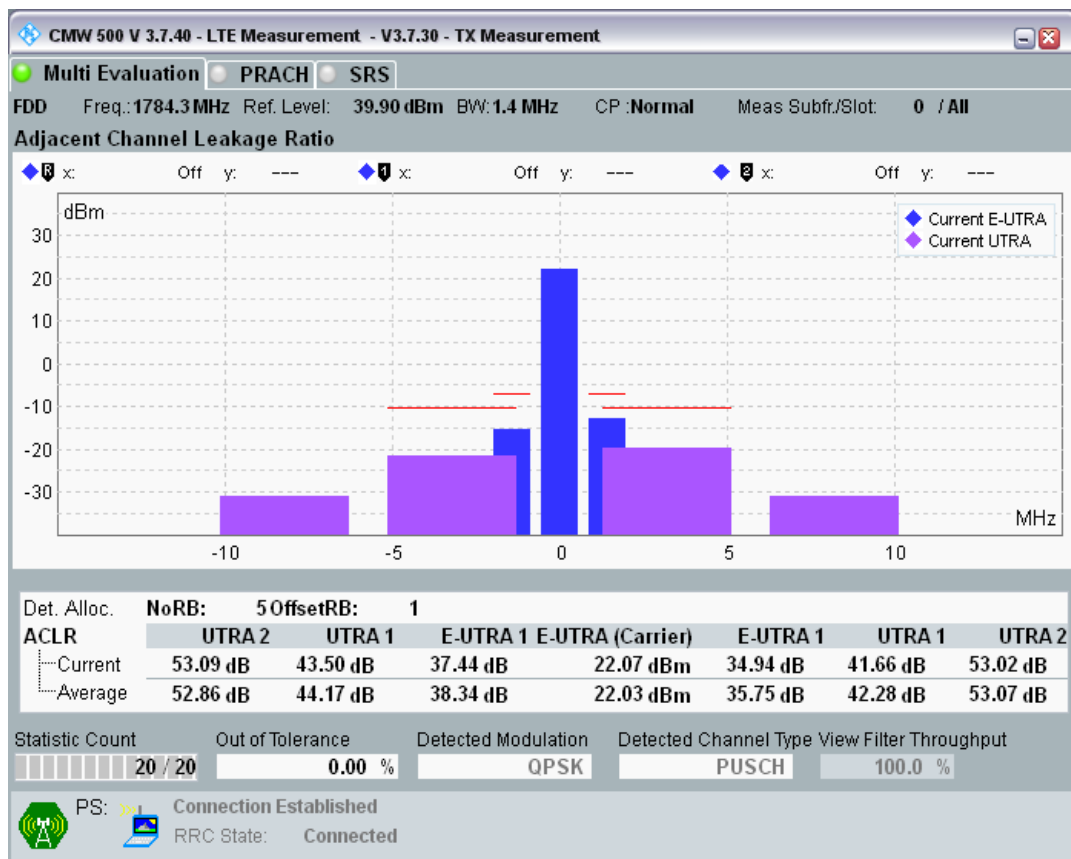 CMW 500 V 3.7.40 - LTE Measurement - V3.7.30 - TX Measurement
Multi Evaluation PRACH SRS
FDD Freq.: 1784.3 MHz Ref. Level: 39.90 dBm BW: 1.4 MHz CP :Normal Meas Subfr./Slot: 0 / All
Adjacent Channel Leakage Ratio
R x: Off y: --- 1 x: Off y: --- 2 x: Off y: ---
dBm
Current E-UTRA
Current UTRA
30
20
10
0
-10
-20
-30
MHz
-10 -5 0 5 10
Det. Alloc. NoRB: 5 OffsetRB: 1
ACLR UTRA 2 UTRA 1 E-UTRA 1 E-UTRA (Carrier) E-UTRA 1 UTRA 1 UTRA 2
Current 53.09 dB 43.50 dB 37.44 dB 22.07 dBm 34.94 dB 41.66 dB 53.02 dB
Average 52.86 dB 44.17 dB 38.34 dB 22.03 dBm 35.75 dB 42.28 dB 53.07 dB
Statistic Count Out of Tolerance Detected Modulation Detected Channel Type View Filter Throughput
20 / 20 0.00 % QPSK PUSCH 100.0 %
PS: Connection Established
RRC State: Connected